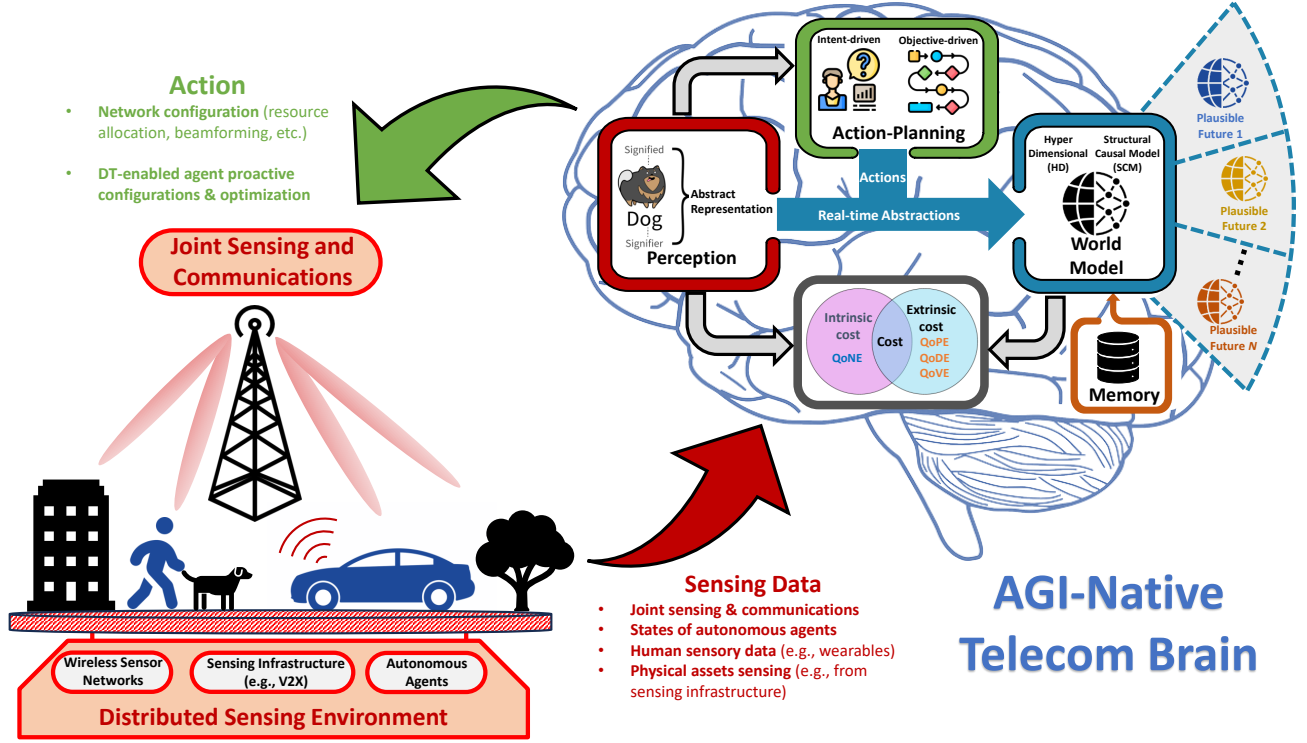 Action
• Network configuration (resource
allocation, beamforming, etc.)
• DT-enabled agent proactive
configurations & optimization
Joint Sensing and
Communications
Wireless Sensor
Networks
Sensing Infrastructure
(e.g., V2X)
Autonomous
Agents
Distributed Sensing Environment
Sensing Data
• Joint sensing & communications
• States of autonomous agents
• Human sensory data (e.g., wearables)
• Physical assets sensing (e.g., from
sensing infrastructure)
Intent-driven
Objective-driven
Action-Planning
Signified
Dog
Signifier
Abstract
Representation
Perception
Actions
Real-time Abstractions
Hyper
Dimensional
(HD)
Structural
Causal Model
(SCM)
World
Model
Plausible
Future 1
Plausible
Future 2
Plausible
Future N
Intrinsic
cost
QoNE
Cost
Extrinsic
cost
QoPE
QoDE
QoVE
Memory
AGI-Native
Telecom Brain